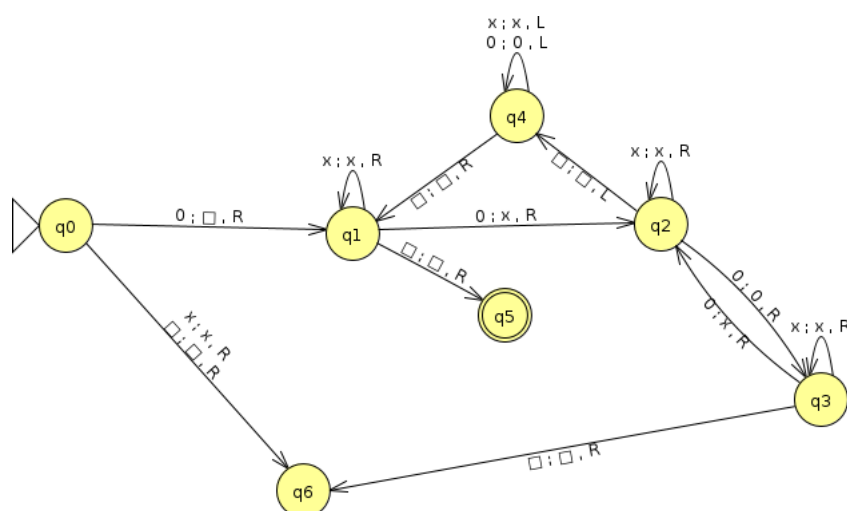 x ; x , L
0 ; 0 , L
q4
x ; x , R
x ; x , R
□ ; □ , R
□ ; □ , L
q0
0 ; □ , R
q1
0 ; x , R
q2
□ ; □ , R
q5
0 ; 0 , R
0 ; x , R
x ; x , R
x ; x , R
□ ; □ , R
q3
□ ; □ , R
q6